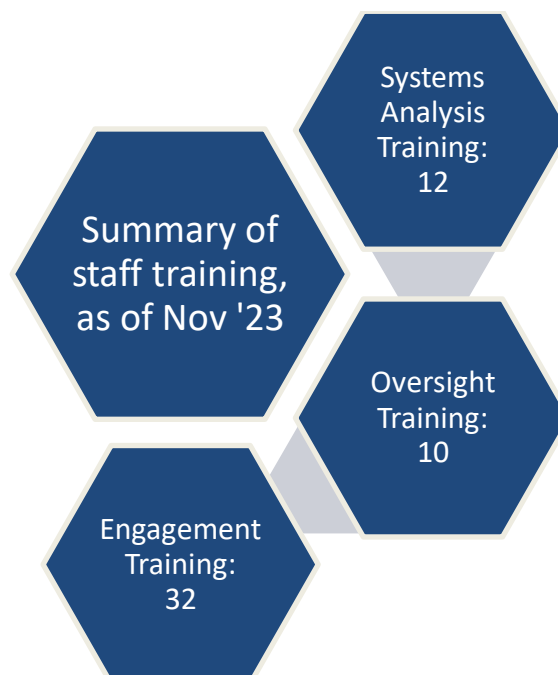 Summary of
staff training,
as of Nov '23
Systems
Analysis
Training:
12
Oversight
Training:
10
Engagement
Training:
32